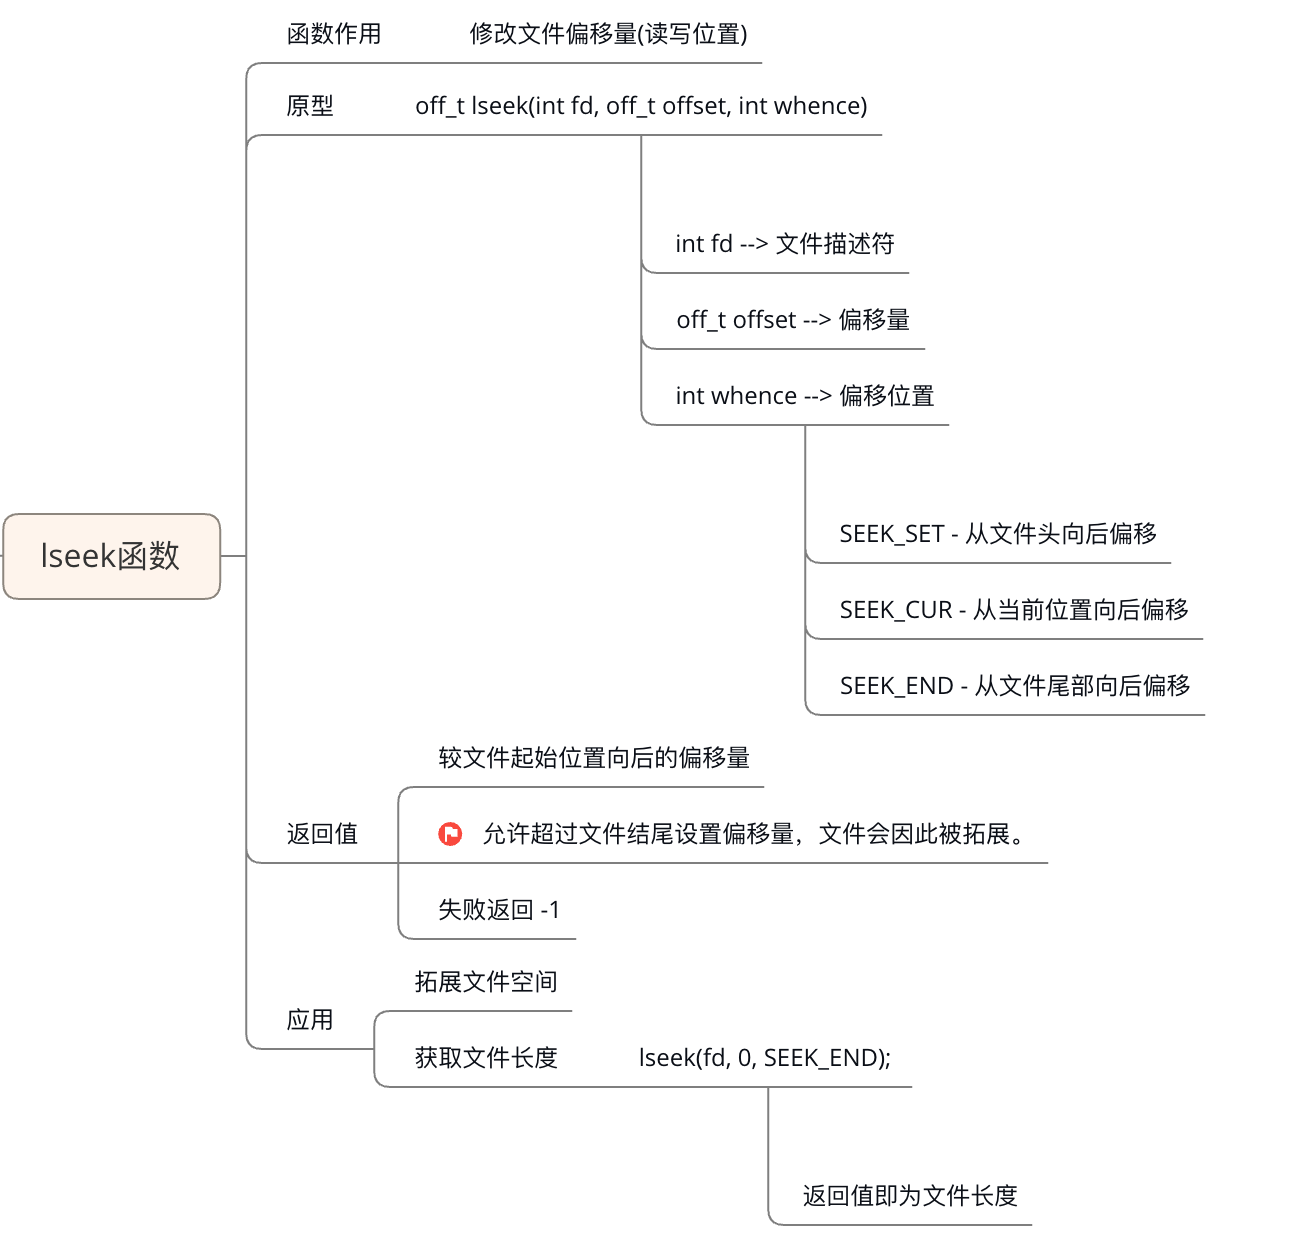 函数作用 修改文件偏移量(读写位置)
原型 off_t lseek(int fd, off_t offset, int whence)
int fd --> 文件描述符
off_t offset --> 偏移量
int whence --> 偏移位置
SEEK_SET - 从文件头向后偏移
lseek函数
SEEK_CUR - 从当前位置向后偏移
SEEK_END - 从文件尾部向后偏移
较文件起始位置向后的偏移量
返回值 允许超过文件结尾设置偏移量，文件会因此被拓展。
失败返回 -1
拓展文件空间
应用
获取文件长度 lseek(fd, 0, SEEK_END);
返回值即为文件长度